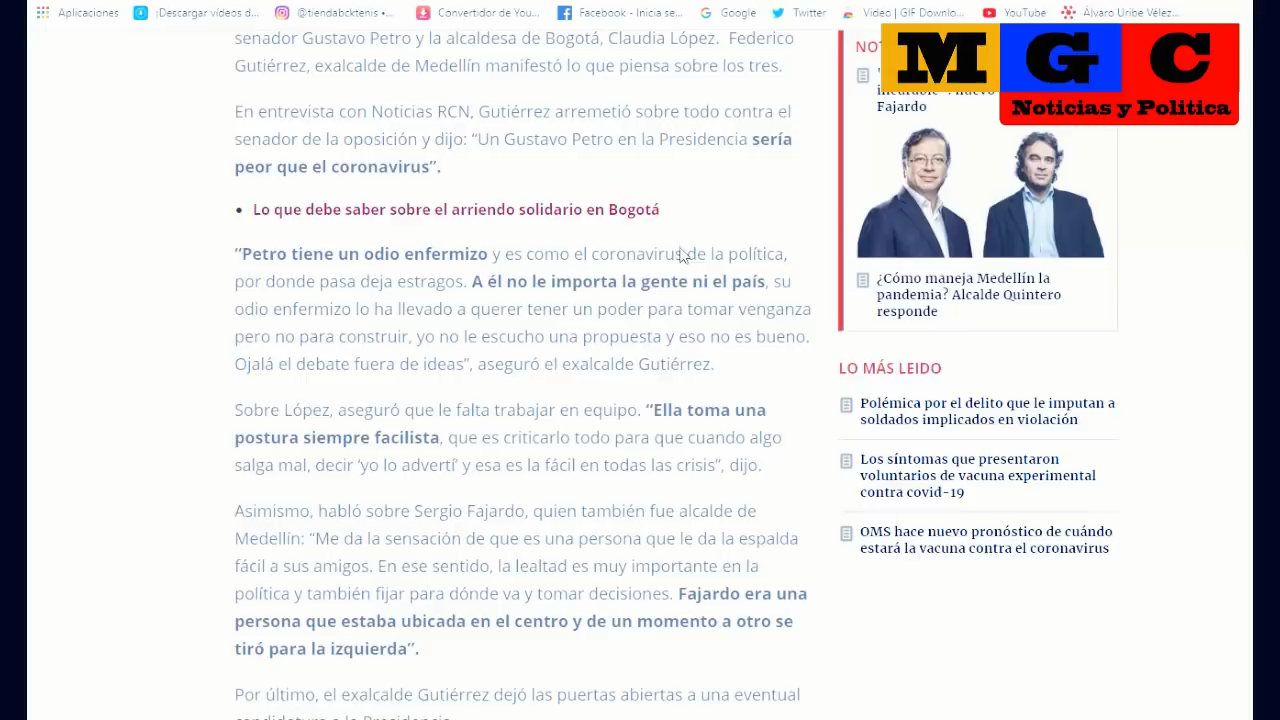 Aplicaciones
¡Descargar vídeos d...
@tiendabcktenis •...
Convertidor de You...
Facebook - Inicia se...
Google
Twitter
Video | GIF Downlo...
YouTube
Álvaro Uribe Vélez...
senador Gustavo Petro y la alcaldesa de Bogotá, Claudia López. Federico
Gutiérrez, exalcalde de Medellín manifestó lo que piensa sobre los tres.
En entrevista con Noticias RCN, Gutiérrez arremetió sobre todo contra el
senador de la oposición y dijo: “Un Gustavo Petro en la Presidencia sería
peor que el coronavirus”.
• Lo que debe saber sobre el arriendo solidario en Bogotá
“Petro tiene un odio enfermizo y es como el coronavirus de la política,
por donde pasa deja estragos. A él no le importa la gente ni el país, su
odio enfermizo lo ha llevado a querer tener un poder para tomar venganza
pero no para construir, yo no le escucho una propuesta y eso no es bueno.
Ojalá el debate fuera de ideas”, aseguró el exalcalde Gutiérrez.
Sobre López, aseguró que le falta trabajar en equipo. “Ella toma una
postura siempre facilista, que es criticarlo todo para que cuando algo
salga mal, decir ‘yo lo advertí’ y esa es la fácil en todas las crisis”, dijo.
Asimismo, habló sobre Sergio Fajardo, quien también fue alcalde de
Medellín: “Me da la sensación de que es una persona que le da la espalda
fácil a sus amigos. En ese sentido, la lealtad es muy importante en la
política y también fijar para dónde va y tomar decisiones. Fajardo era una
persona que estaba ubicada en el centro y de un momento a otro se
tiró para la izquierda”.
Por último, el exalcalde Gutiérrez dejó las puertas abiertas a una eventual
candidatura a la Presidencia.
M G C
Noticias y Politica
Fajardo
¿Cómo maneja Medellín la
pandemia? Alcalde Quintero
responde
LO MÁS LEIDO
Polémica por el delito que le imputan a
soldados implicados en violación
Los síntomas que presentaron
voluntarios de vacuna experimental
contra covid-19
OMS hace nuevo pronóstico de cuándo
estará la vacuna contra el coronavirus